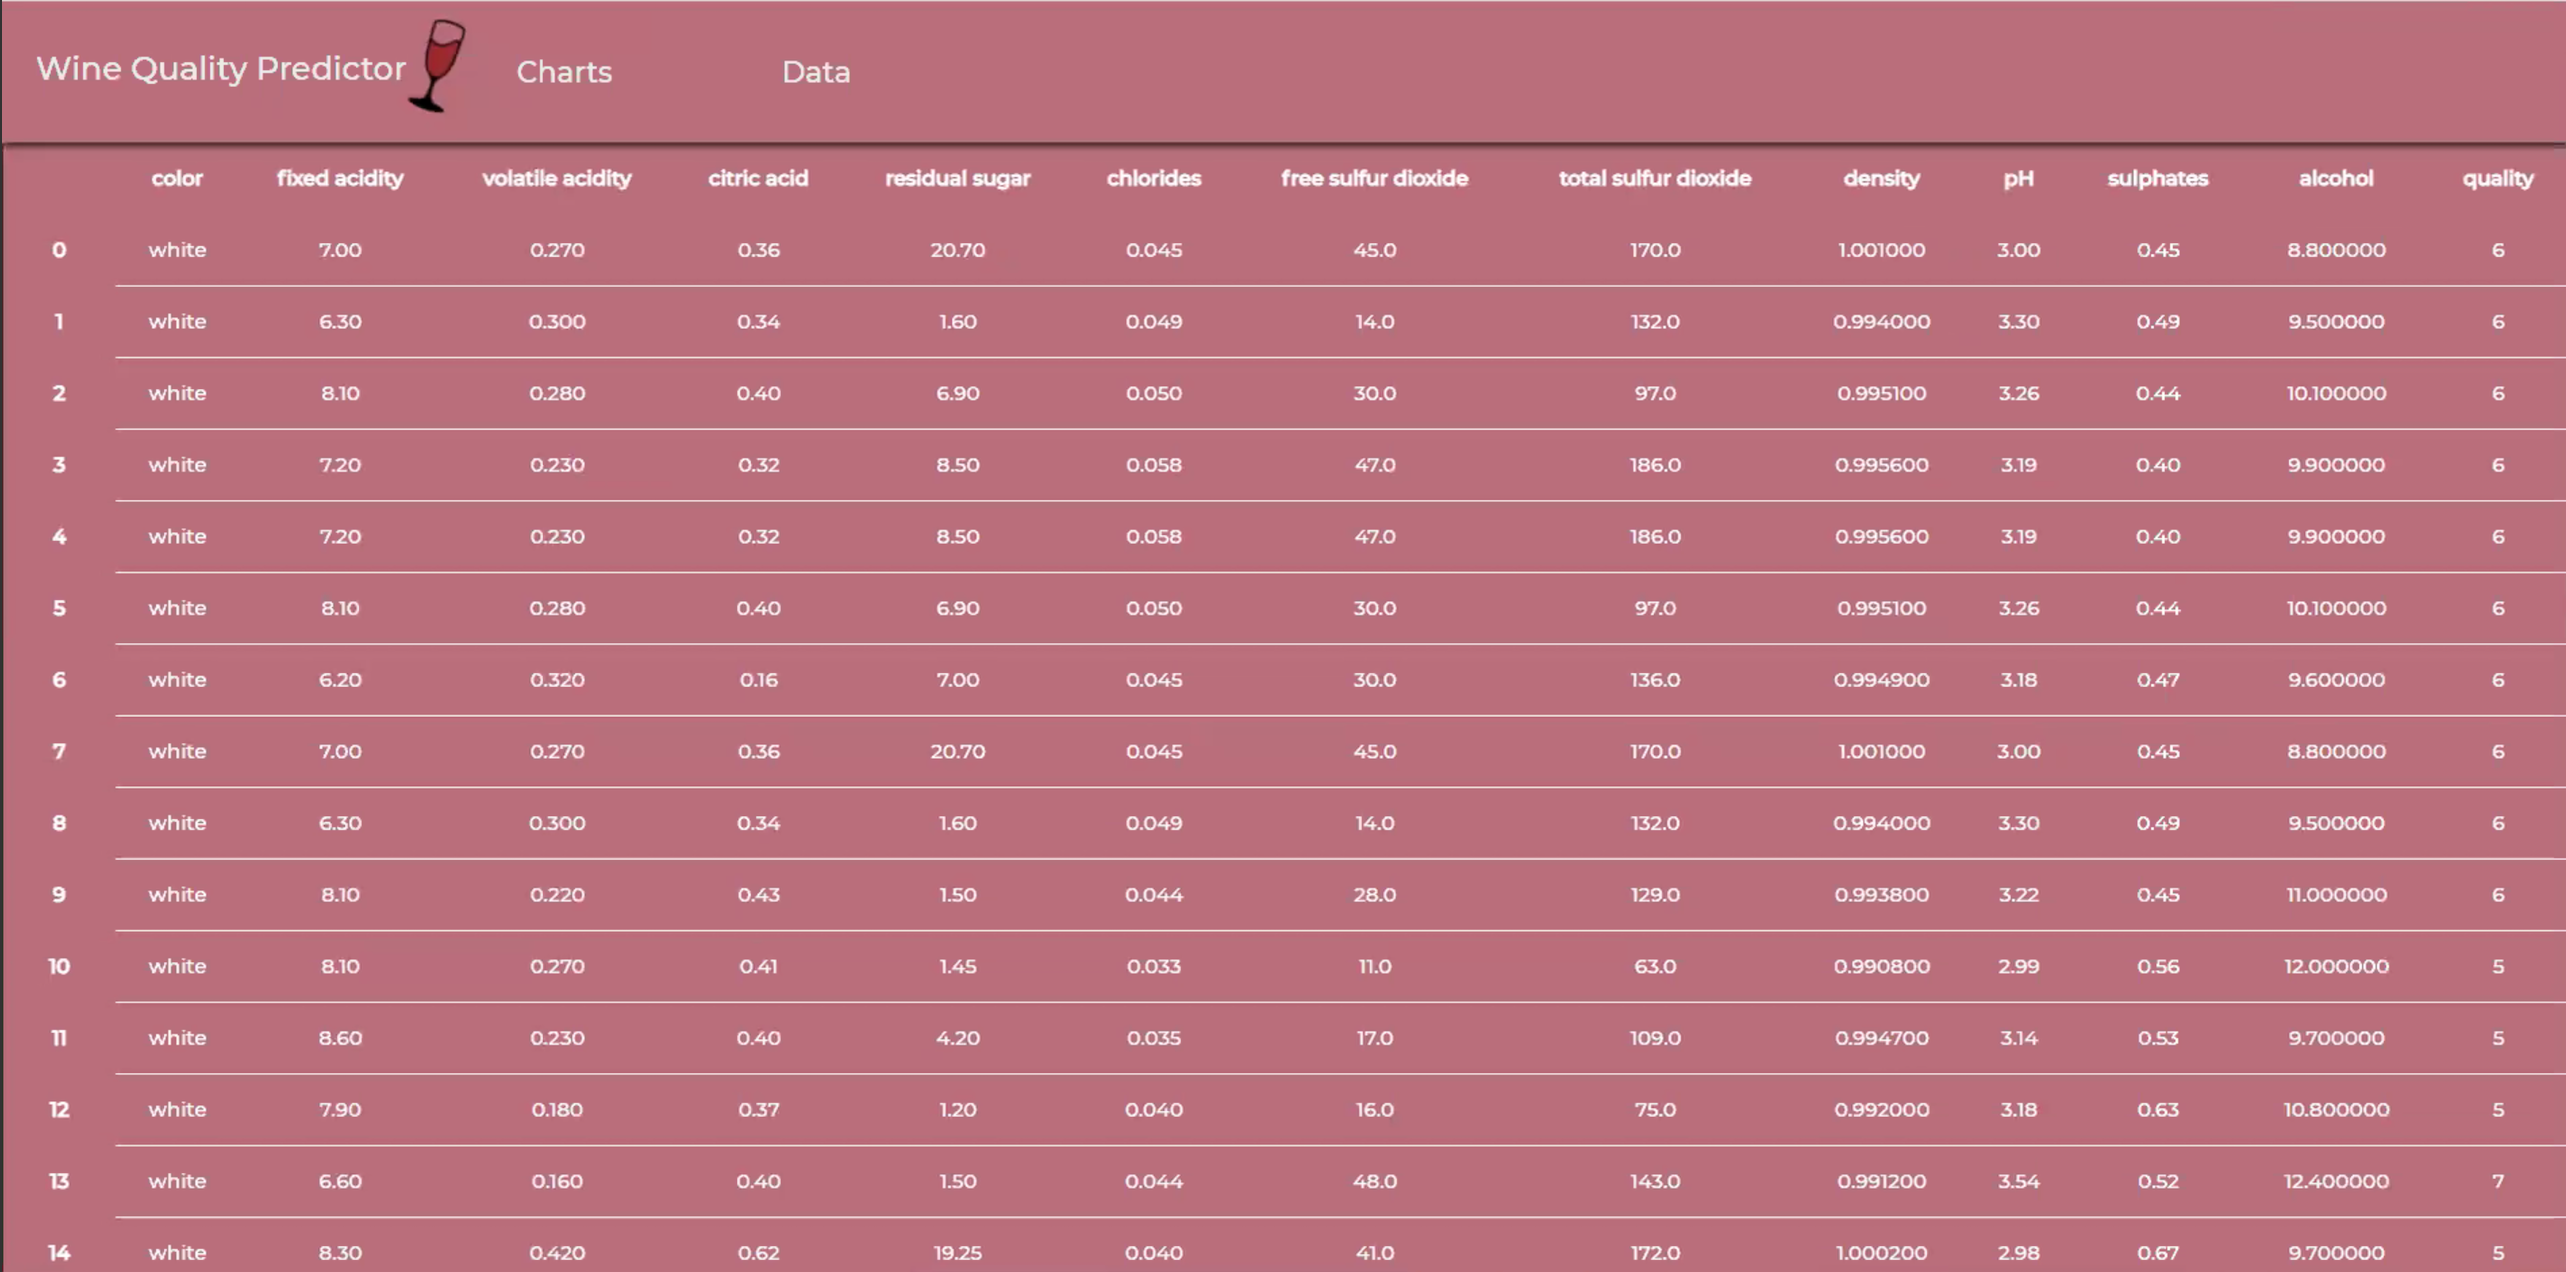 Wine Quality Predictor Charts Data
color fixed acidity volatile acidity citric acid residual sugar chlorides free sulfur dioxide total sulfur dioxide density pH sulphates alcohol quality
0 white 7.00 0.270 0.36 20.70 0.045 45.0 170.0 1.001000 3.00 0.45 8.800000 6
1 white 6.30 0.300 0.34 1.60 0.049 14.0 132.0 0.994000 3.30 0.49 9.500000 6
2 white 8.10 0.280 0.40 6.90 0.050 30.0 97.0 0.995100 3.26 0.44 10.100000 6
3 white 7.20 0.230 0.32 8.50 0.058 47.0 186.0 0.995600 3.19 0.40 9.900000 6
4 white 7.20 0.230 0.32 8.50 0.058 47.0 186.0 0.995600 3.19 0.40 9.900000 6
5 white 8.10 0.280 0.40 6.90 0.050 30.0 97.0 0.995100 3.26 0.44 10.100000 6
6 white 6.20 0.320 0.16 7.00 0.045 30.0 136.0 0.994900 3.18 0.47 9.600000 6
7 white 7.00 0.270 0.36 20.70 0.045 45.0 170.0 1.001000 3.00 0.45 8.800000 6
8 white 6.30 0.300 0.34 1.60 0.049 14.0 132.0 0.994000 3.30 0.49 9.500000 6
9 white 8.10 0.220 0.43 1.50 0.044 28.0 129.0 0.993800 3.22 0.45 11.000000 6
10 white 8.10 0.270 0.41 1.45 0.033 11.0 63.0 0.990800 2.99 0.56 12.000000 5
11 white 8.60 0.230 0.40 4.20 0.035 17.0 109.0 0.994700 3.14 0.53 9.700000 5
12 white 7.90 0.180 0.37 1.20 0.040 16.0 75.0 0.992000 3.18 0.63 10.800000 5
13 white 6.60 0.160 0.40 1.50 0.044 48.0 143.0 0.991200 3.54 0.52 12.400000 7
14 white 8.30 0.420 0.62 19.25 0.040 41.0 172.0 1.000200 2.98 0.67 9.700000 5